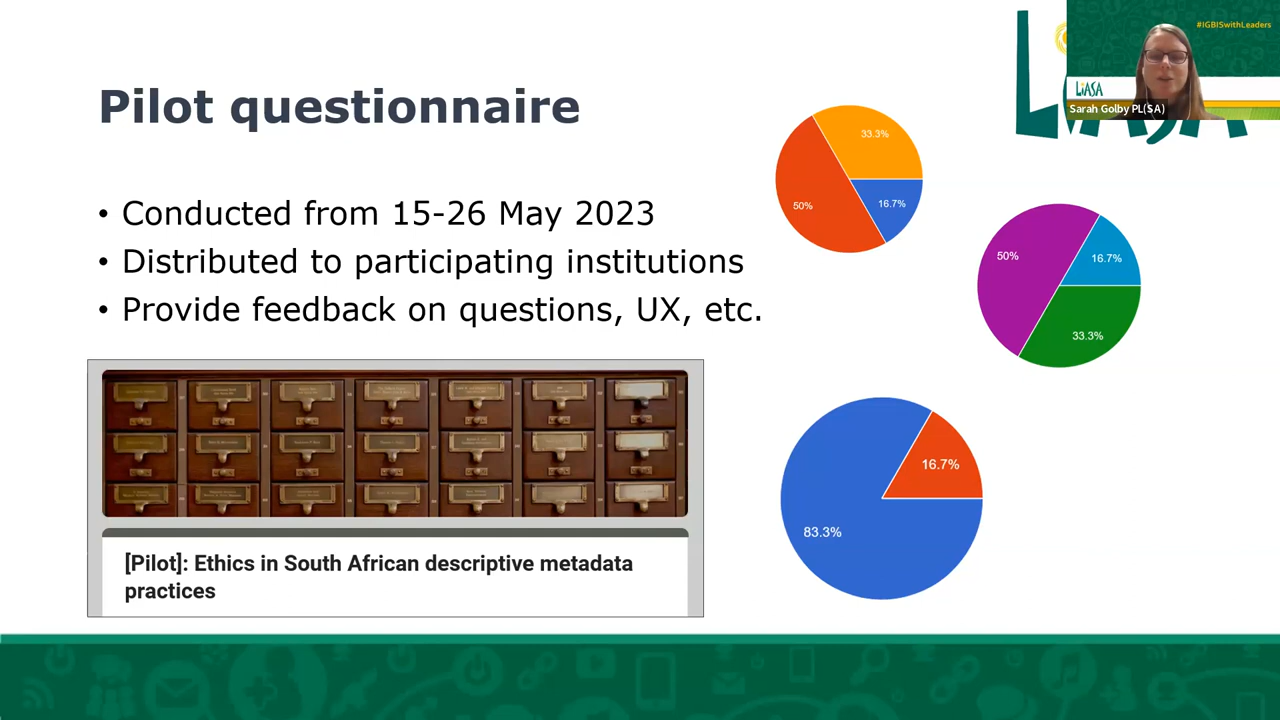 #IGBISwithLeaders
LIASA
Sarah Golby PL(SA)
Pilot questionnaire
• Conducted from 15-26 May 2023
• Distributed to participating institutions
• Provide feedback on questions, UX, etc.
33.3%
50%
16.7%
50%
16.7%
33.3%
16.7%
83.3%
[Pilot]: Ethics in South African descriptive metadata
practices